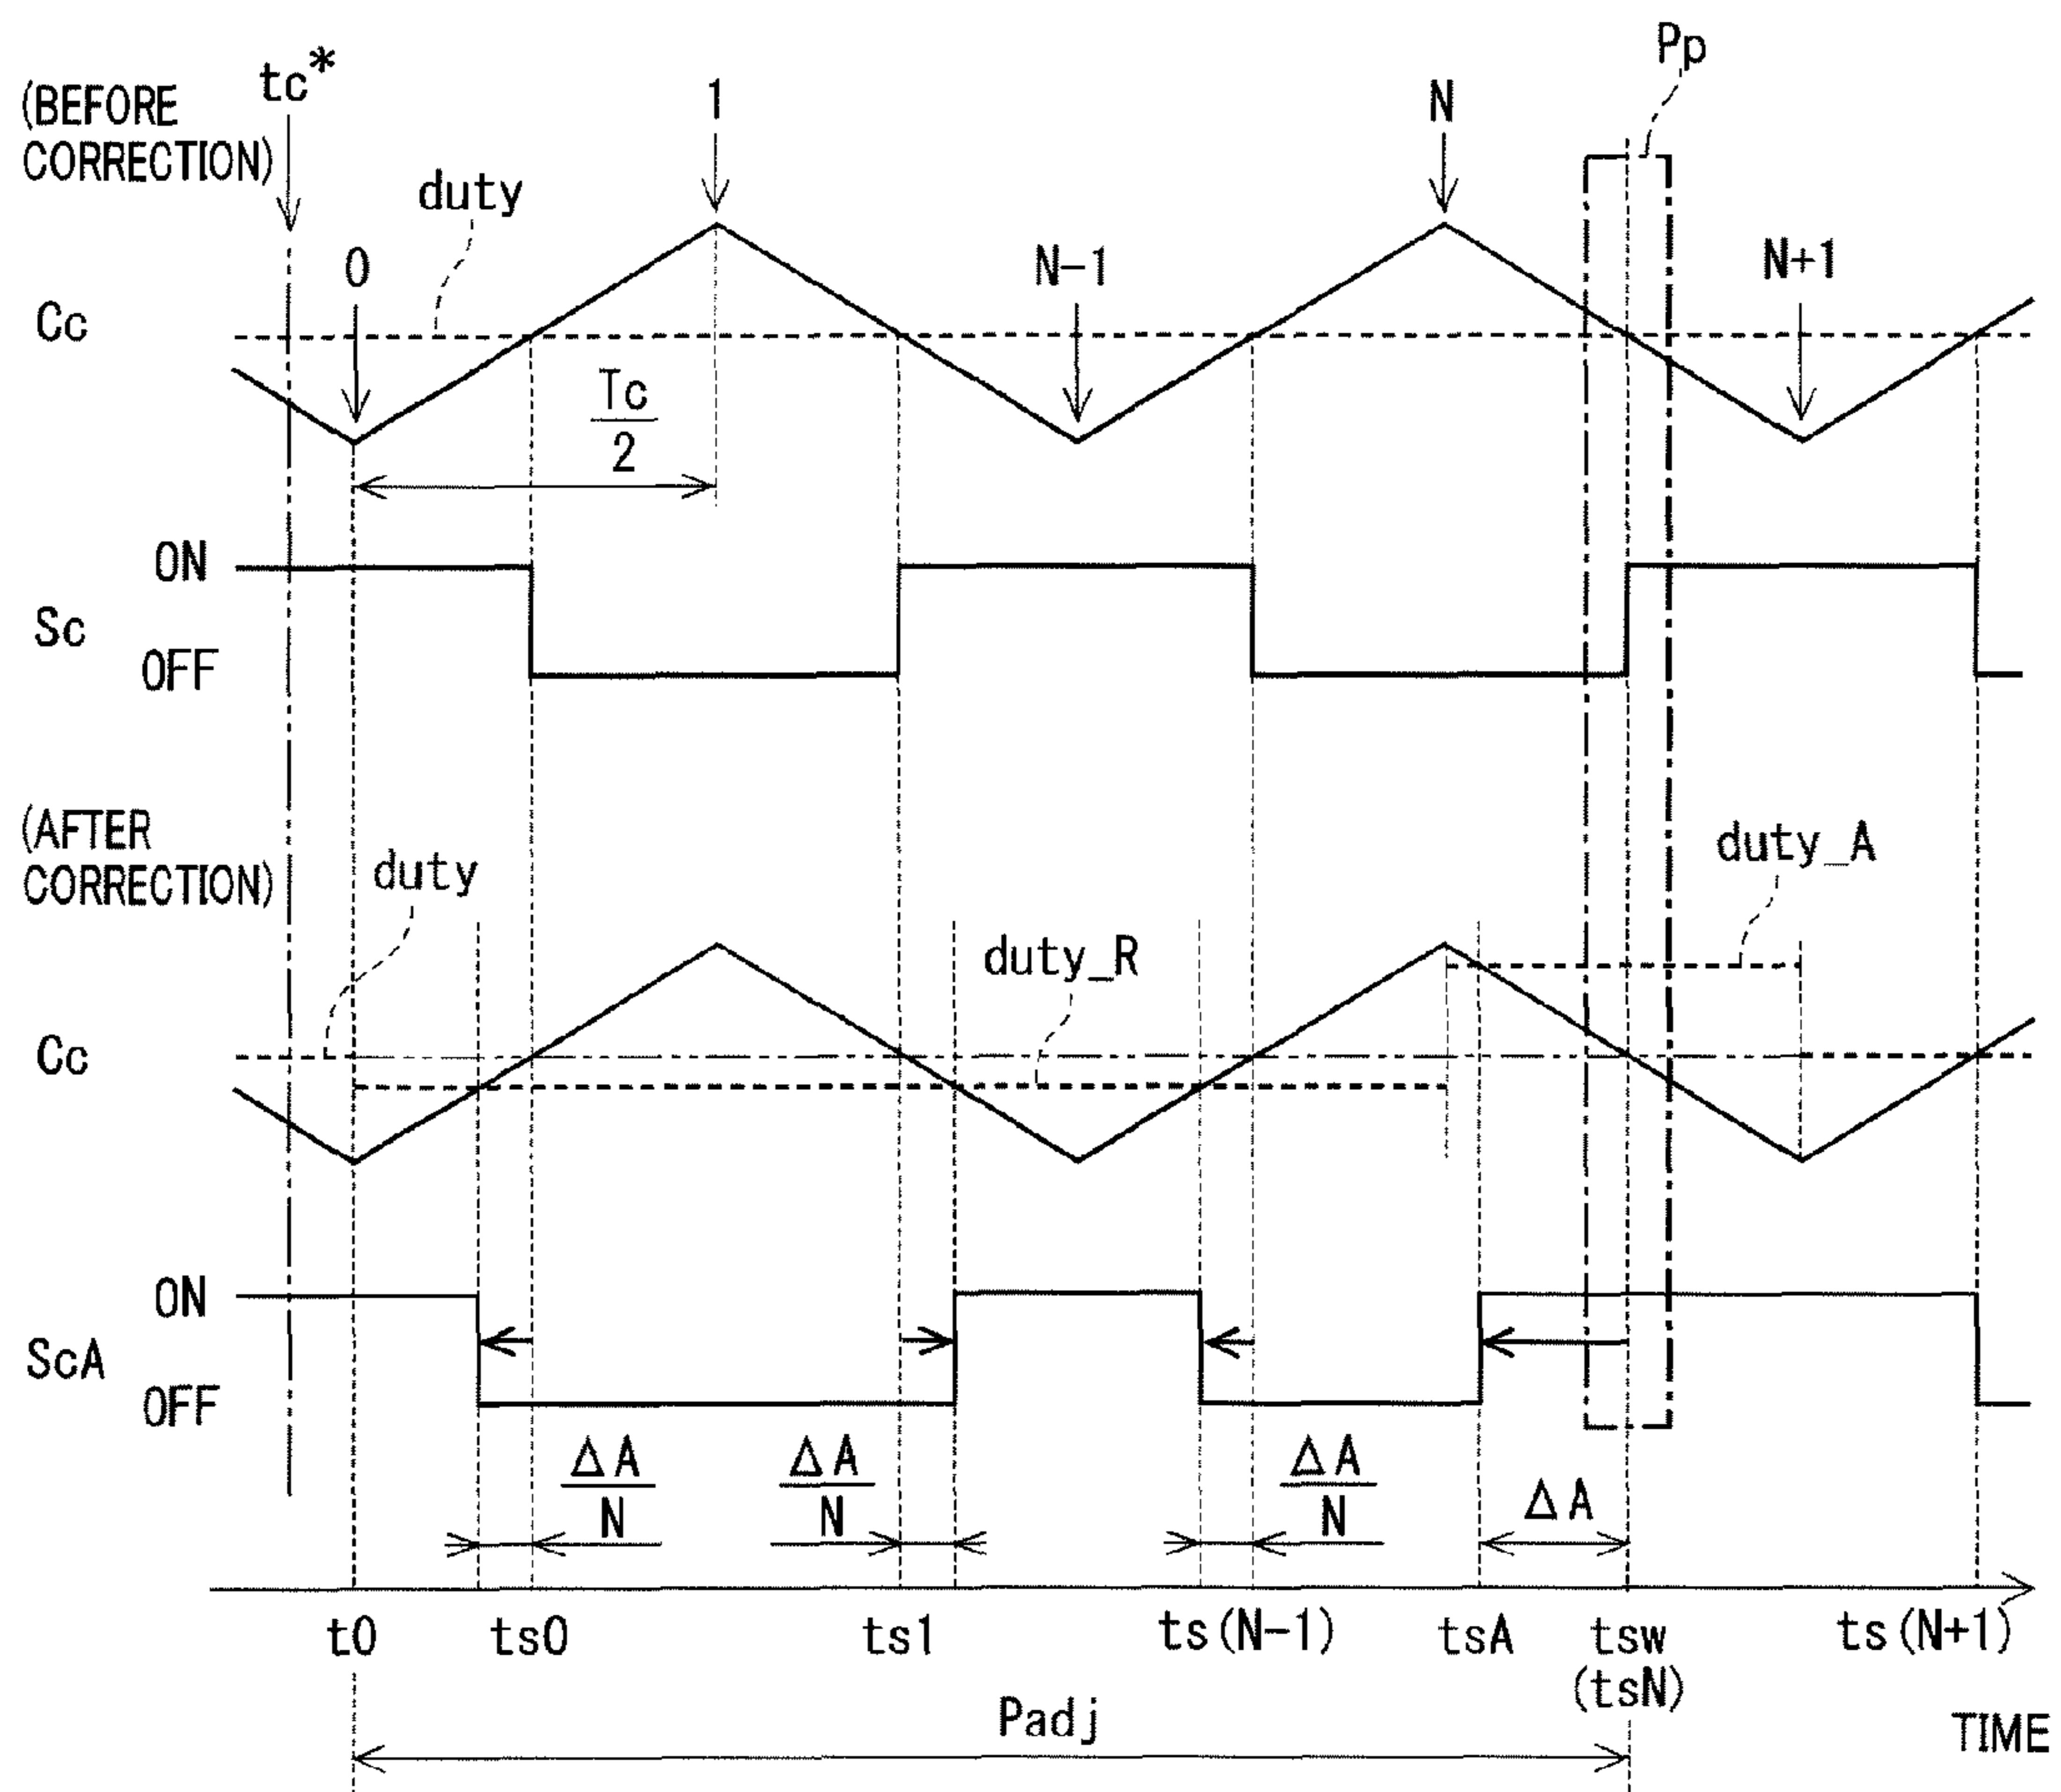 (BEFORE
CORRECTION)
tc*
duty
0
1
N-1
N
Pp
N+1
Cc
Tc
2
ON
Sc
OFF
(AFTER
CORRECTION)
duty
duty_R
duty_A
Cc
ON
ScA
OFF
ΔA
N
ΔA
N
ΔA
N
ΔA
t0
ts0
ts1
ts(N-1)
tsA
tsw
(tsN)
ts(N+1)
Padj
TIME